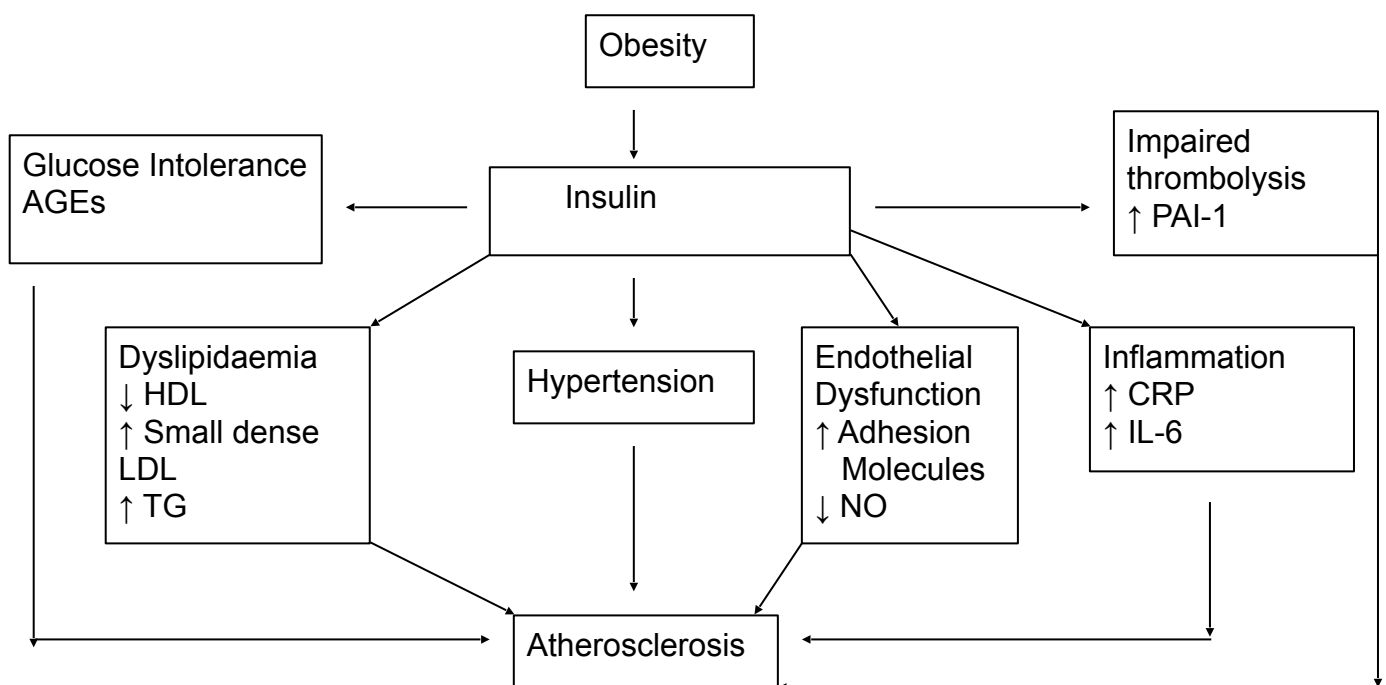 Obesity
Glucose Intolerance
AGEs
Insulin
Impaired
thrombolysis
↑ PAI-1
Dyslipidaemia
↓ HDL
↑ Small dense
LDL
↑ TG
Hypertension
Endothelial
Dysfunction
↑ Adhesion
Molecules
↓ NO
Inflammation
↑ CRP
↑ IL-6
Atherosclerosis